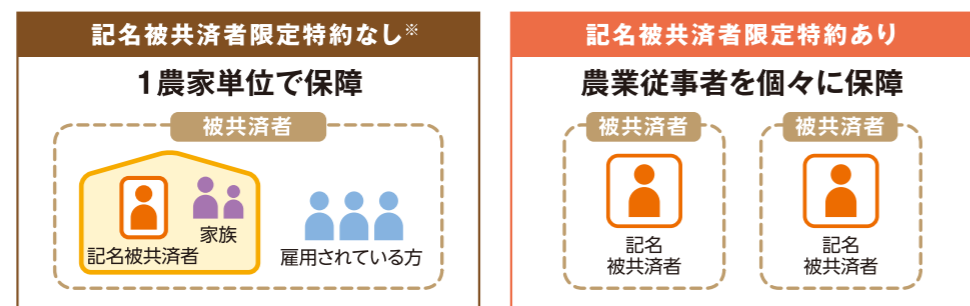 記名被共済者限定特約なし※
1農家単位で保障
被共済者
家族
記名被共済者
雇用されている方
記名被共済者限定特約あり
農業従事者を個々に保障
被共済者
記名
被共済者
被共済者
記名
被共済者